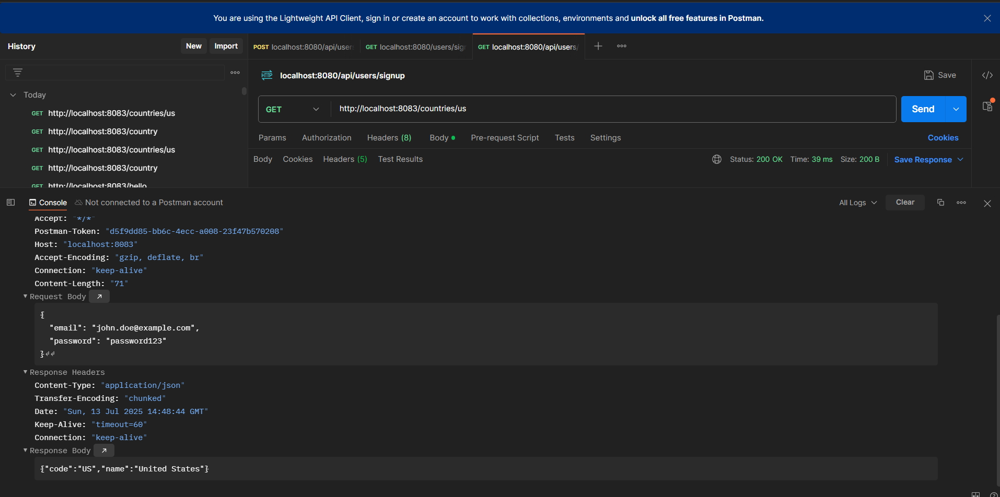 You are using the Lightweight API Client, sign in or create an account to work with collections, environments and unlock all free features in Postman.
History
New
Import
POST localhost:8080/api/users
GET localhost:8080/users/sign
GET localhost:8080/api/users/
HTTP localhost:8080/api/users/signup
Save
Today
GET http://localhost:8083/countries/us
GET http://localhost:8083/country
GET http://localhost:8083/countries/us
GET http://localhost:8083/country
GET http://localhost:8083/hello
GET
http://localhost:8083/countries/us
Send
Params Authorization Headers (8) Body Pre-request Script Tests Settings Cookies
Body Cookies Headers (5) Test Results Status: 200 OK Time: 39 ms Size: 200 B Save Response
Console Not connected to a Postman account All Logs Clear
Accept: "*/*"
Postman-Token: "d5f9dd85-bb6c-4ecc-a008-23f47b570208"
Host: "localhost:8083"
Accept-Encoding: "gzip, deflate, br"
Connection: "keep-alive"
Content-Length: "71"
Request Body
{
"email": "john.doe@example.com",
"password": "password123"
}↲↲
Response Headers
Content-Type: "application/json"
Transfer-Encoding: "chunked"
Date: "Sun, 13 Jul 2025 14:48:44 GMT"
Keep-Alive: "timeout=60"
Connection: "keep-alive"
Response Body
{"code":"US","name":"United States"}